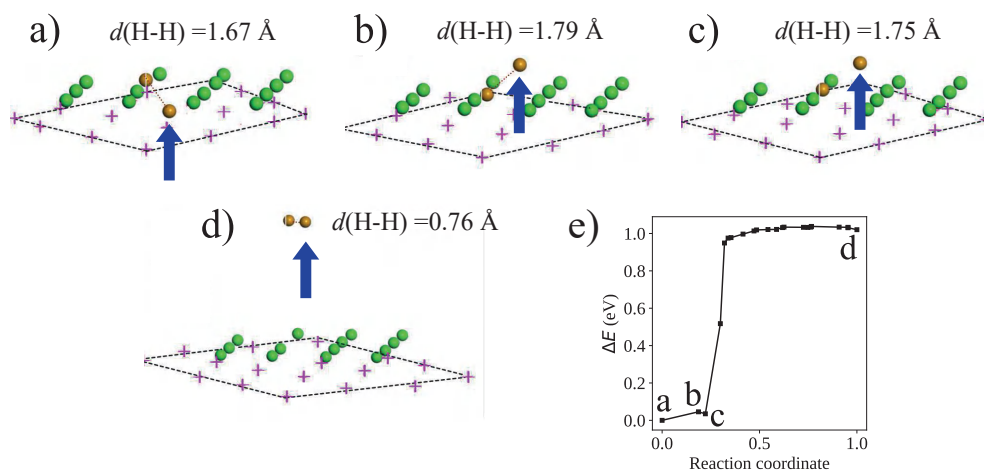 a) d(H-H) =1.67 Å
b) d(H-H) =1.79 Å
c) d(H-H) =1.75 Å
d) d(H-H) =0.76 Å
e)
1.0
0.8
0.6
0.4
0.2
0.0
ΔE (eV)
a
b
c
d
0.0 0.5 1.0
Reaction coordinate